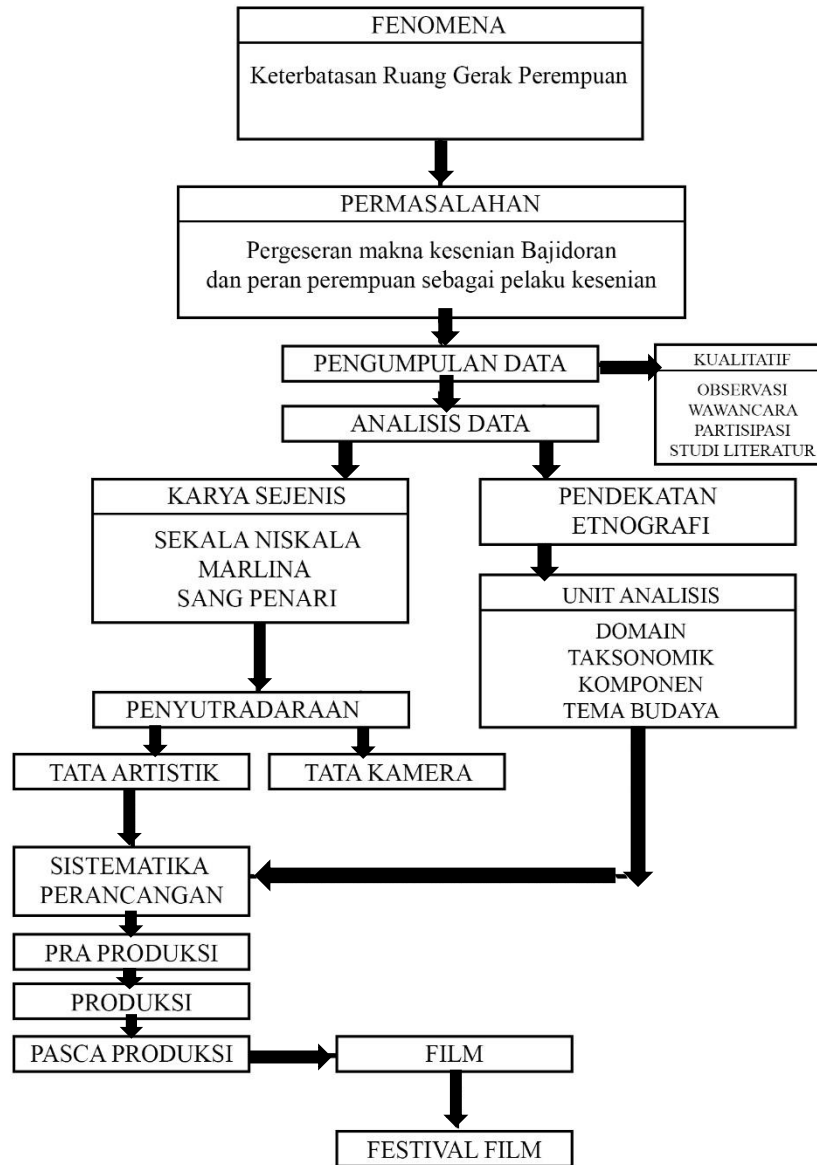 FENOMENA
Keterbatasan Ruang Gerak Perempuan
PERMASALAHAN
Pergeseran makna kesenian Bajidoran
dan peran perempuan sebagai pelaku kesenian
PENGUMPULAN DATA
KUALITATIF
OBSERVASI
WAWANCARA
PARTISIPASI
STUDI LITERATUR
ANALISIS DATA
KARYA SEJENIS
SEKALA NISKALA
MARLINA
SANG PENARI
PENDEKATAN
ETNOGRAFI
UNIT ANALISIS
DOMAIN
TAKSONOMIK
KOMPONEN
TEMA BUDAYA
PENYUTRADARAAN
TATA ARTISTIK
TATA KAMERA
SISTEMATIKA
PERANCANGAN
PRA PRODUKSI
PRODUKSI
PASCA PRODUKSI
FILM
FESTIVAL FILM